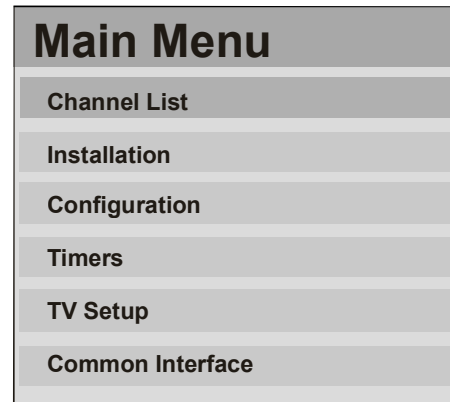 Main Menu
Channel List
Installation
Configuration
Timers
TV Setup
Common Interface